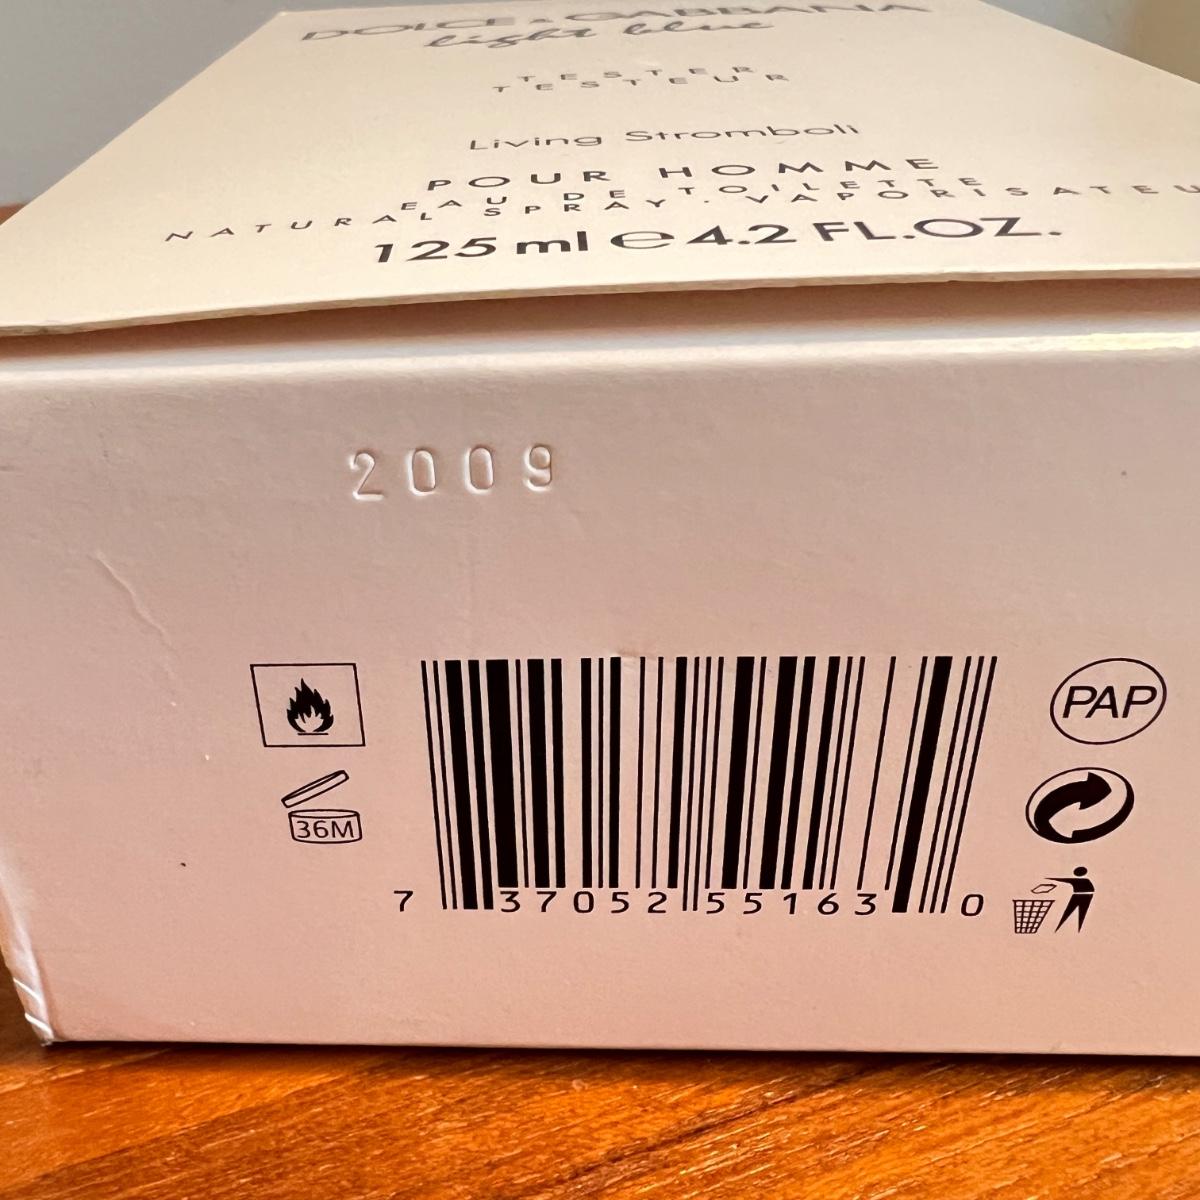 DOLCE & GABBANA
light blue
TESTER
TESTEUR
Living Stromboli
POUR HOMME
EAU DE TOILETTE
NATURAL SPRAY · VAPORISATEU
125 ml e 4.2 FL.OZ.
2009
36M
PAP
7 37052 55163 0